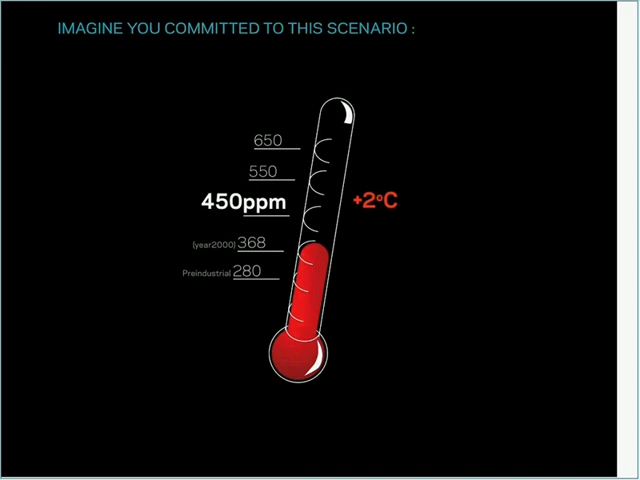 IMAGINE YOU COMMITTED TO THIS SCENARIO :
650
550
450ppm
+2ºC
(year2000) 368
Preindustrial 280